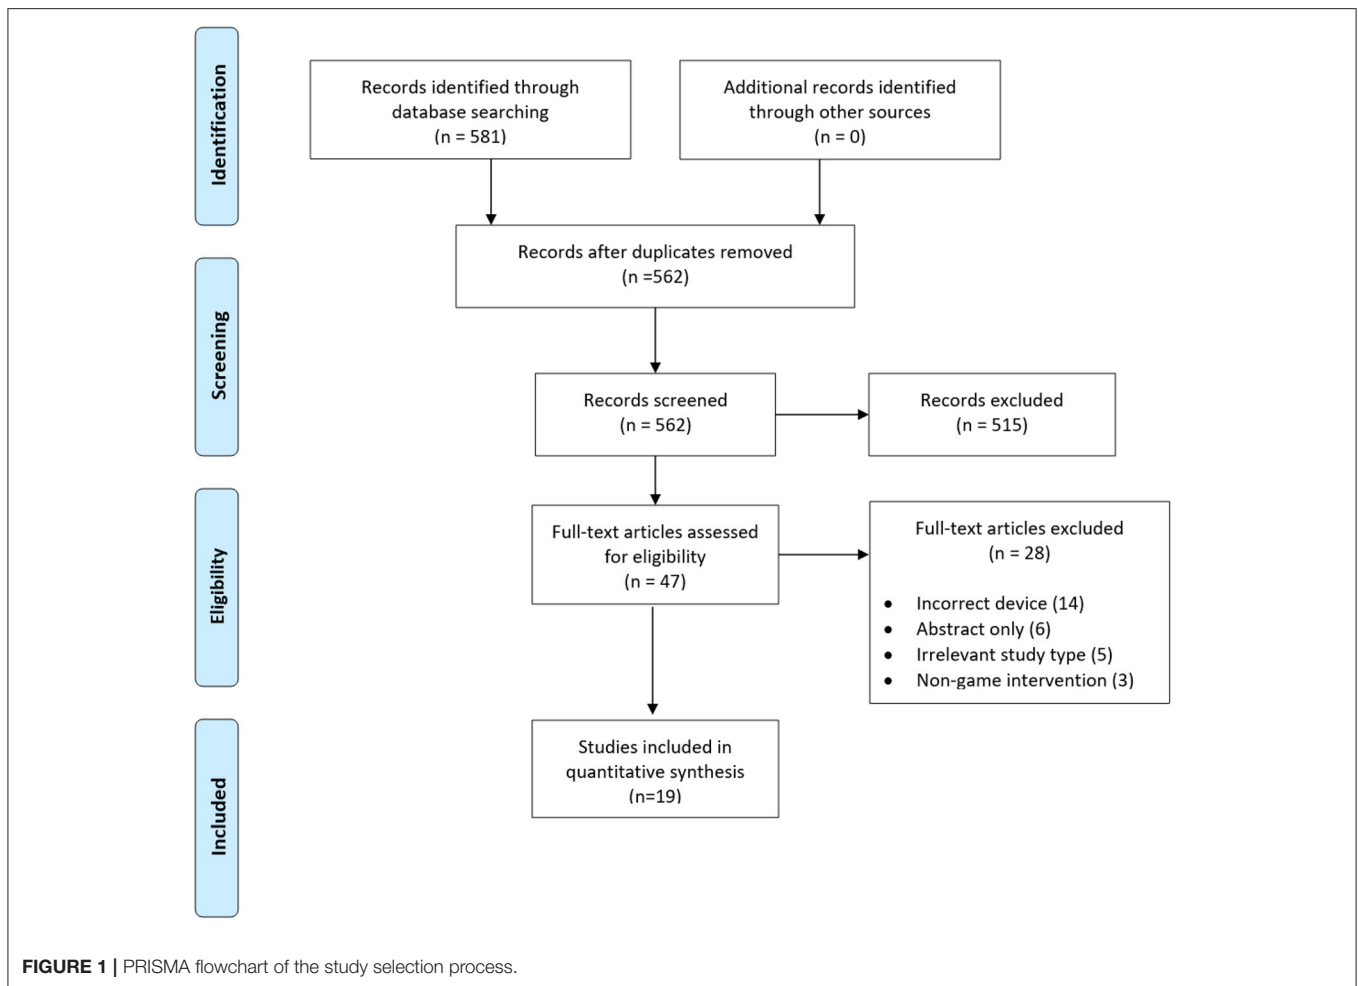 Identification
Records identified through
database searching
(n = 581)
Additional records identified
through other sources
(n = 0)
Records after duplicates removed
(n =562)
Screening
Records screened
(n = 562)
Records excluded
(n = 515)
Eligibility
Full-text articles assessed
for eligibility
(n = 47)
Full-text articles excluded
(n = 28)
• Incorrect device (14)
• Abstract only (6)
• Irrelevant study type (5)
• Non-game intervention (3)
Included
Studies included in
quantitative synthesis
(n=19)
FIGURE 1 | PRISMA flowchart of the study selection process.